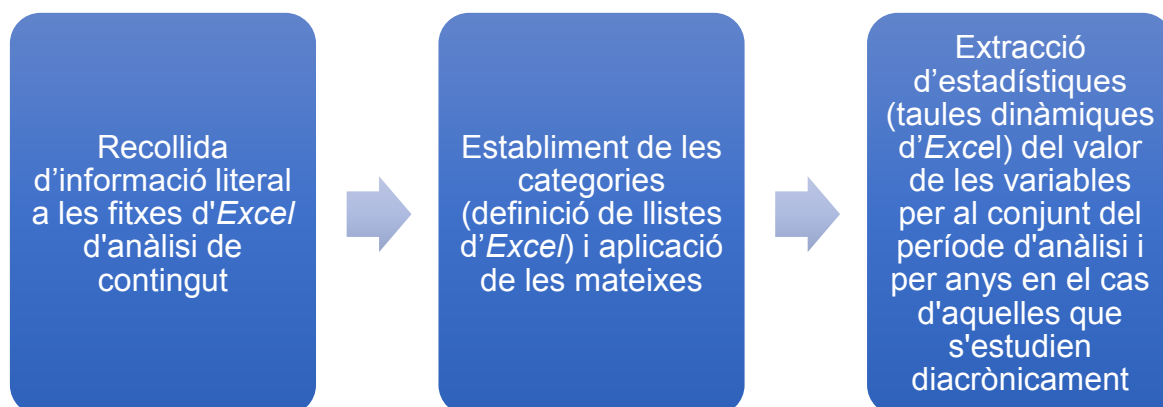 Recollida
d’informació literal
a les fitxes d'Excel
d'anàlisi de
contingut
Establiment de les
categories
(definició de llistes
d’Excel) i aplicació
de les mateixes
Extracció
d’estadístiques
(taules dinàmiques
d’Excel) del valor
de les variables
per al conjunt del
període d'anàlisi i
per anys en el cas
d'aquelles que
s'estudien
diacrònicament